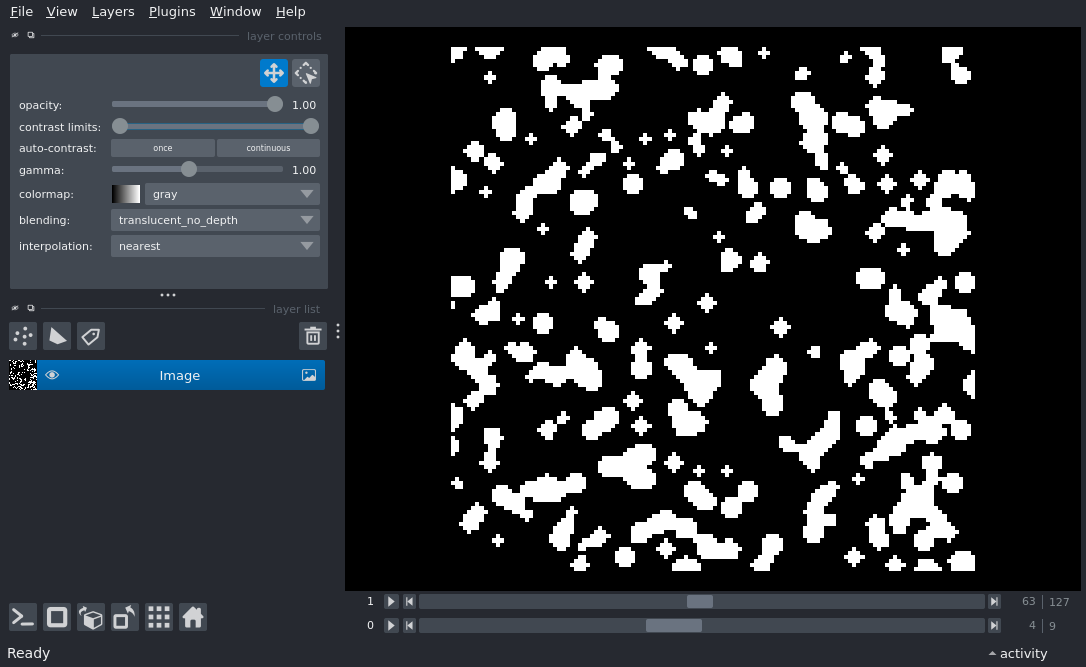 File View Layers Plugins Window Help
layer controls
opacity: 1.00
contrast limits:
auto-contrast: once continuous
gamma: 1.00
colormap: gray
blending: translucent_no_depth
interpolation: nearest
layer list
Image
1 63 127
0 4 9
Ready activity